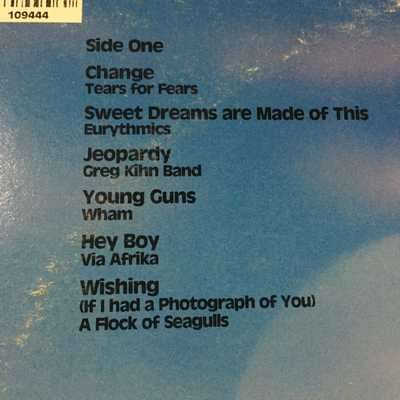 109444
Side One
Change
Tears for Fears
Sweet Dreams are Made of This
Eurythmics
Jeopardy
Greg Kihn Band
Young Guns
Wham
Hey Boy
Via Afrika
Wishing
(If I had a Photograph of You)
A Flock of Seagulls